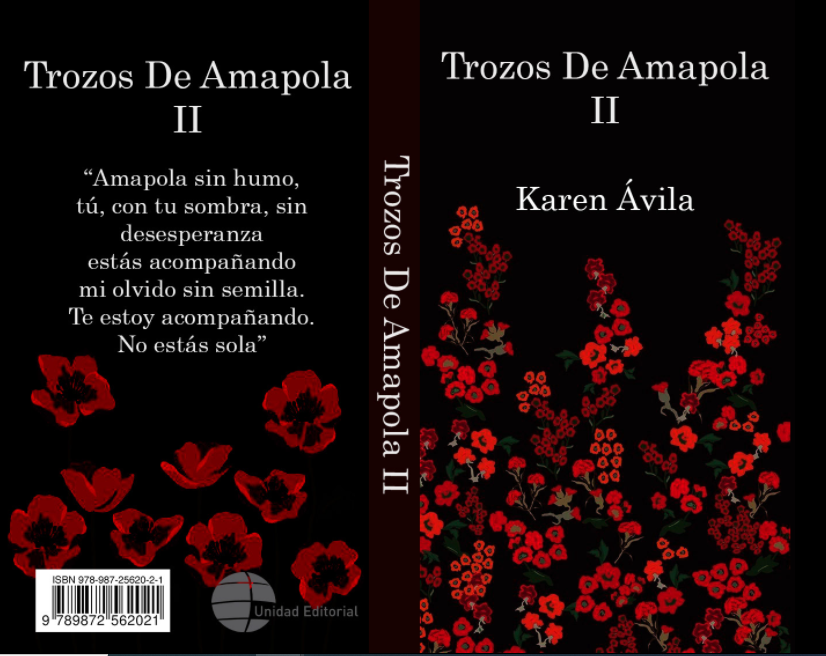 Trozos De Amapola
II
“Amapola sin humo,
tú, con tu sombra, sin
desesperanza
estás acompañando
mi olvido sin semilla.
Te estoy acompañando.
No estás sola”
ISBN 978-987-25620-2-1
9 789872 562021
Unidad Editorial
Trozos De Amapola II
Trozos De Amapola
II
Karen Ávila